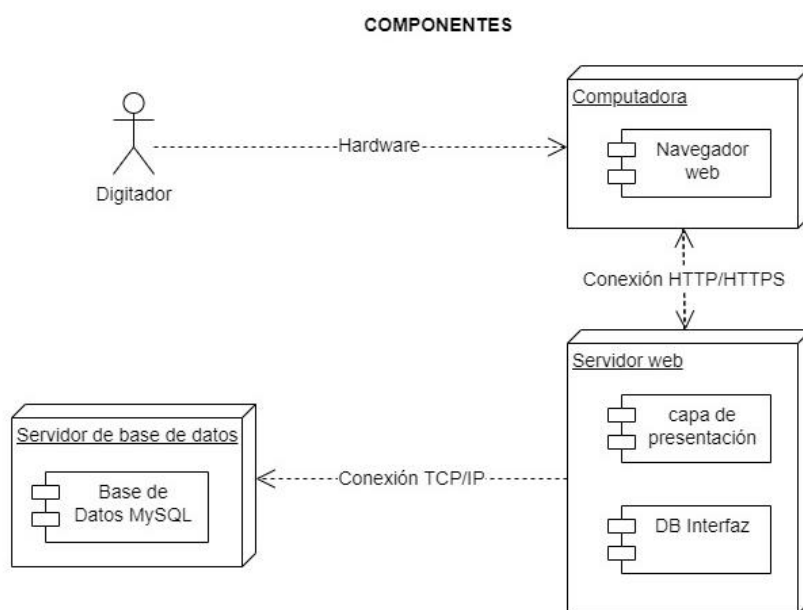 COMPONENTES
Computadora
Navegador
web
Hardware
Digitador
Conexión HTTP/HTTPS
Servidor web
capa de
presentación
Servidor de base de datos
Conexión TCP/IP
Base de
Datos MySQL
DB Interfaz